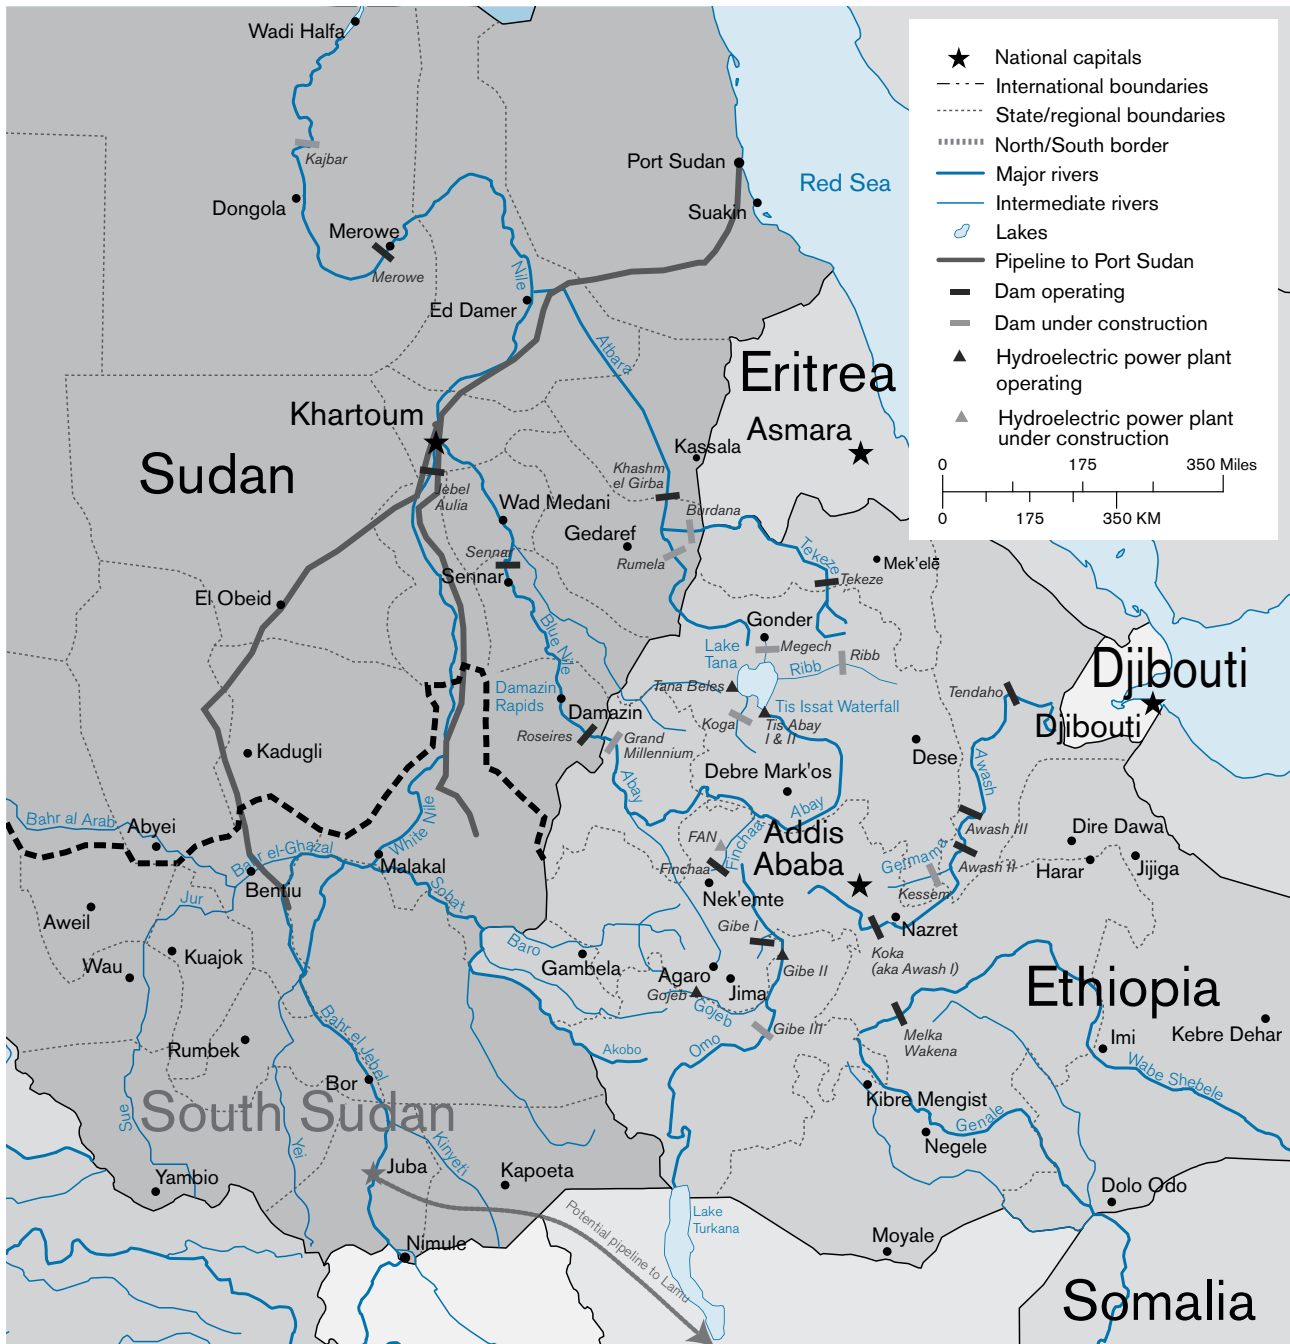 Wadi Halfa
Kajbar
Dongola
Merowe
Merowe
Nile
Ed Damer
Port Sudan
Suakin
Red Sea
National capitals
International boundaries
State/regional boundaries
North/South border
Major rivers
Intermediate rivers
Lakes
Pipeline to Port Sudan
Dam operating
Dam under construction
Hydroelectric power plant
operating
Hydroelectric power plant
under construction
0 175 350 Miles
0 175 350 KM
Atbara
Eritrea
Asmara
Khartoum
Sudan
Jebel
Aulia
Kassala
Khashm
el Girba
Wad Medani
Burdana
Gedaref
Rumela
Sennar
Sennar
Tekeze
Tekeze
Mek'elē
El Obeid
Blue Nile
Gonder
Megech
Lake
Tana
Ribb
Ribb
Tana Beles
Damazin
Rapids
Damazin
Roseires
Grand
Millennium
Koga
Tis Issat Waterfall
Tis Abay
I & II
Tendaho
Djibouti
Djibouti
Kadugli
Abay
Debre Mark'os
Abay
Dese
Awash
Bahr al Arab
Abyei
Bahr el-Ghazal
White Nile
Malakal
Bentiu
Jur
Sobat
FAN
Finchaa
Finchaa
Nek'emte
Addis
Ababa
Awash III
Germama
Awash II
Kessem
Dire Dawa
Harar
Jijiga
Aweil
Kuajok
Wau
Baro
Gambela
Gibe I
Gibe II
Agaro
Jima
Gojeb
Gojeb
Gibe III
Omo
Akobo
Nazret
Koka
(aka Awash I)
Ethiopia
Melka
Wakena
Imi
Kebre Dehar
Wabe Shebele
Rumbek
Bahr el Jebel
Bor
South Sudan
Sue
Yei
Kinyeti
Juba
Kapoeta
Yambio
Nimule
Potential pipeline to Lamu
Lake
Turkana
Kibre Mengist
Genale
Negele
Dolo Odo
Moyale
Somalia